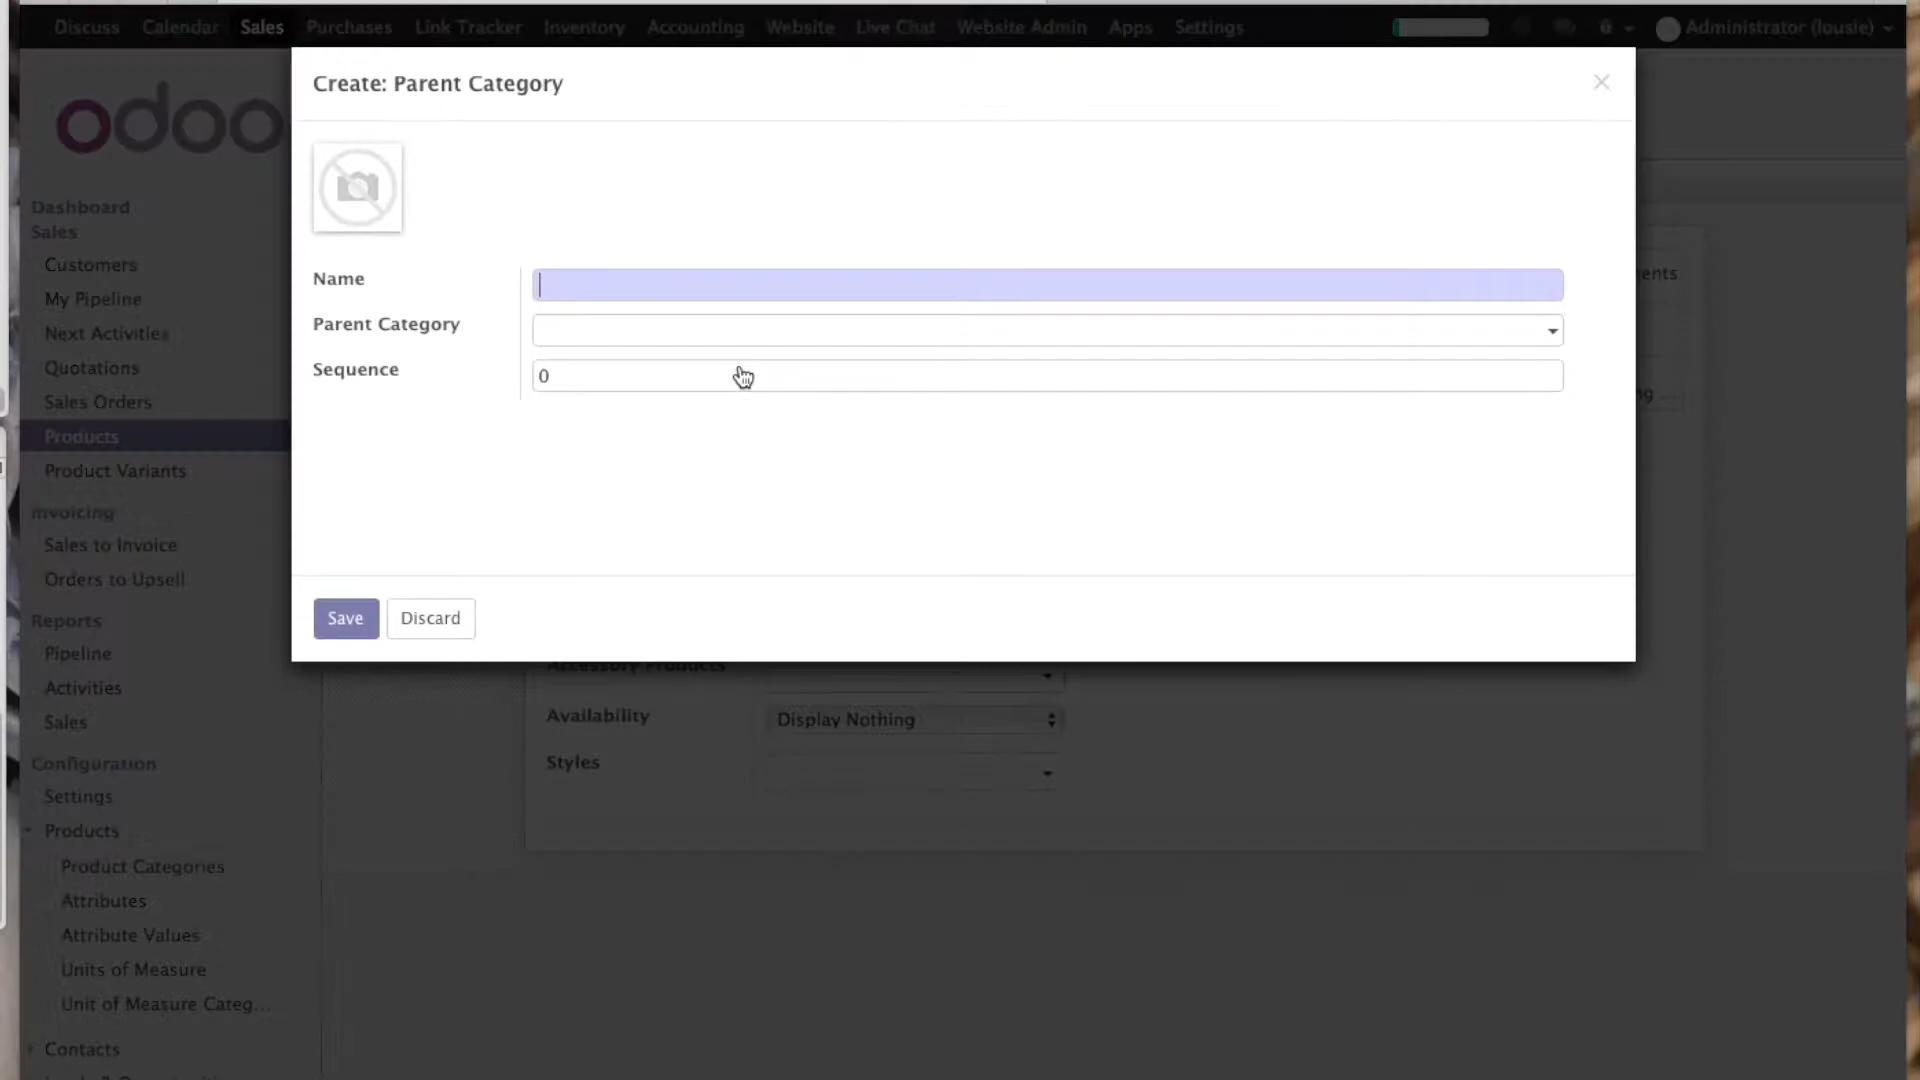 Discuss Calendar Sales Purchases Link Tracker Inventory Accounting Website Live Chat Website Admin Apps Settings Administrator (lousie)
Create: Parent Category
odoo
Name
Parent Category
Sequence 0
Save Discard
Dashboard
Sales
Customers
My Pipeline
Next Activities
Quotations
Sales Orders
Products
Product Variants
Invoicing
Sales to Invoice
Orders to Upsell
Reports
Pipeline
Activities
Sales
Configuration
Settings
Products
Product Categories
Attributes
Attribute Values
Units of Measure
Unit of Measure Categ...
Contacts
Accessory Products
Availability Display Nothing
Styles